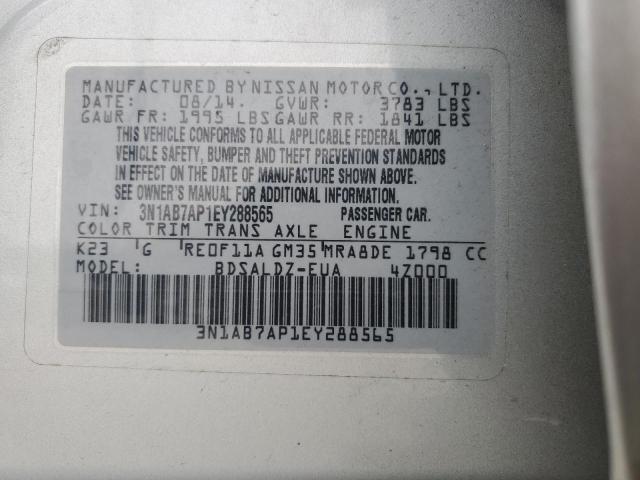 MANUFACTURED BY NISSAN MOTOR CO., LTD.
DATE: 08/14. GVWR: 3783 LBS
GAWR FR: 1995 LBS GAWR RR: 1841 LBS
THIS VEHICLE CONFORMS TO ALL APPLICABLE FEDERAL MOTOR
VEHICLE SAFETY, BUMPER AND THEFT PREVENTION STANDARDS
IN EFFECT ON THE DATE OF MANUFACTURE SHOWN ABOVE.
SEE OWNER'S MANUAL FOR ADDITIONAL INFORMATION.
VIN: 3N1AB7AP1EY288565 PASSENGER CAR.
COLOR TRIM TRANS AXLE ENGINE
K23 G RE0F11A GM35 MRA8DE 1798 CC
MODEL: BDSALDZ-EUA 4Z000
3N1AB7AP1EY288565